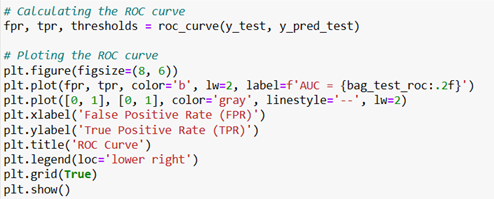 # Calculating the ROC curve
fpr, tpr, thresholds = roc_curve(y_test, y_pred_test)
# Ploting the ROC curve
plt.figure(figsize=(8, 6))
plt.plot(fpr, tpr, color='b', lw=2, label=f'AUC = {bag_test_roc:.2f}')
plt.plot([0, 1], [0, 1], color='gray', linestyle='--', lw=2)
plt.xlabel('False Positive Rate (FPR)')
plt.ylabel('True Positive Rate (TPR)')
plt.title('ROC Curve')
plt.legend(loc='lower right')
plt.grid(True)
plt.show()